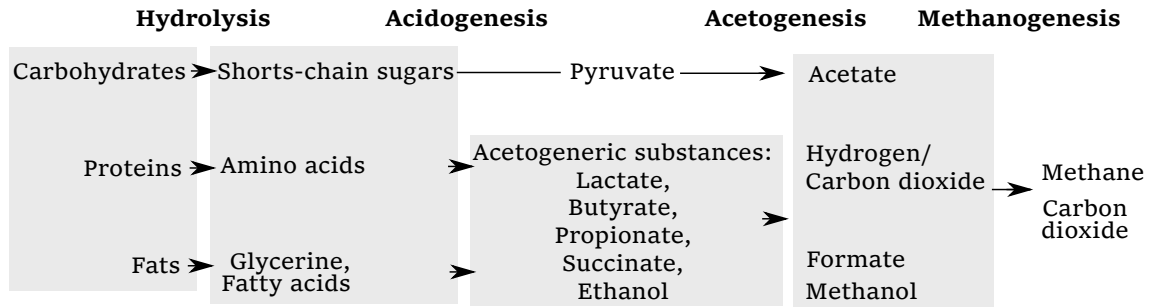 Hydrolysis Acidogenesis Acetogenesis Methanogenesis
Carbohydrates Shorts-chain sugars Pyruvate Acetate
Proteins Amino acids
Fats Glycerine,
Fatty acids
Acetogeneric substances:
Lactate,
Butyrate,
Propionate,
Succinate,
Ethanol
Hydrogen/
Carbon dioxide
Formate
Methanol
Methane
Carbon
dioxide